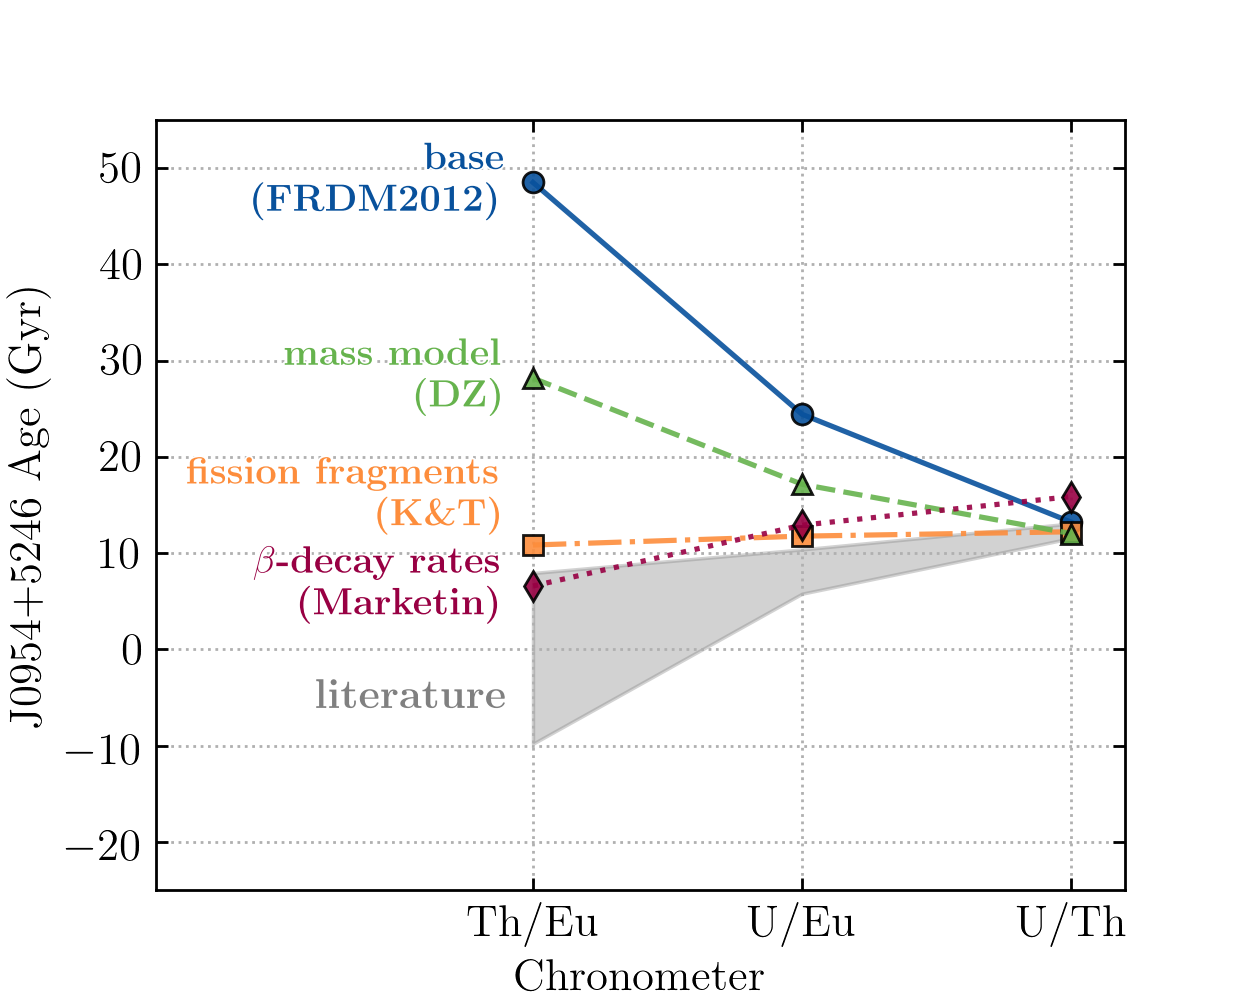 50
40
30
20
10
0
−10
−20
J0954+5246 Age (Gyr)
base
(FRDM2012)
mass model
(DZ)
fission fragments
(K&T)
β-decay rates
(Marketin)
literature
Th/Eu
U/Eu
U/Th
Chronometer